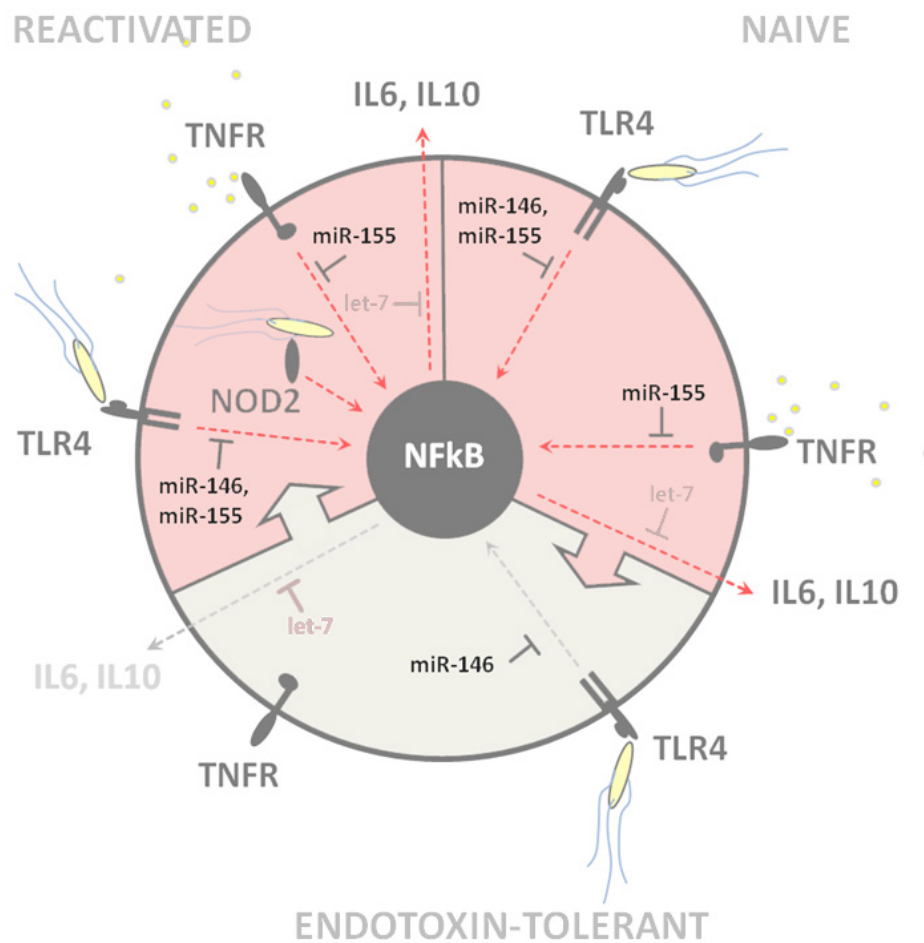 REACTIVATED
NAIVE
IL6, IL10
TNFR
TLR4
miR-146,
miR-155
miR-155
let-7
NOD2
miR-155
TLR4
NFkB
TNFR
miR-146,
miR-155
let-7
IL6, IL10
let-7
miR-146
IL6, IL10
TNFR
TLR4
ENDOTOXIN-TOLERANT